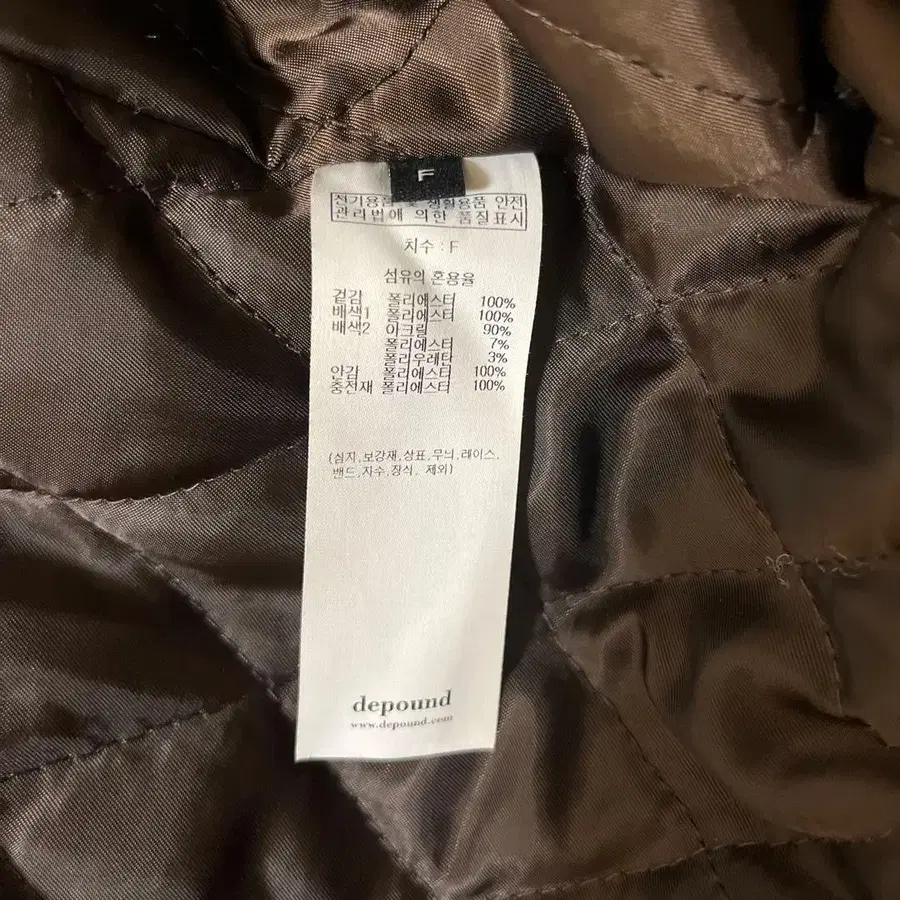 F
전기용품 및 생활용품 안전
관리법에 의한 품질표시
치수 : F
섬유의 혼용율
겉감 폴리에스터 100%
배색1 폴리에스터 100%
배색2 아크릴 90%
폴리에스터 7%
폴리우레탄 3%
안감 폴리에스터 100%
충전재 폴리에스터 100%
(심지,보강재,상표,무늬,레이스,
밴드,자수,장식, 제외)
depound
www.depound.com